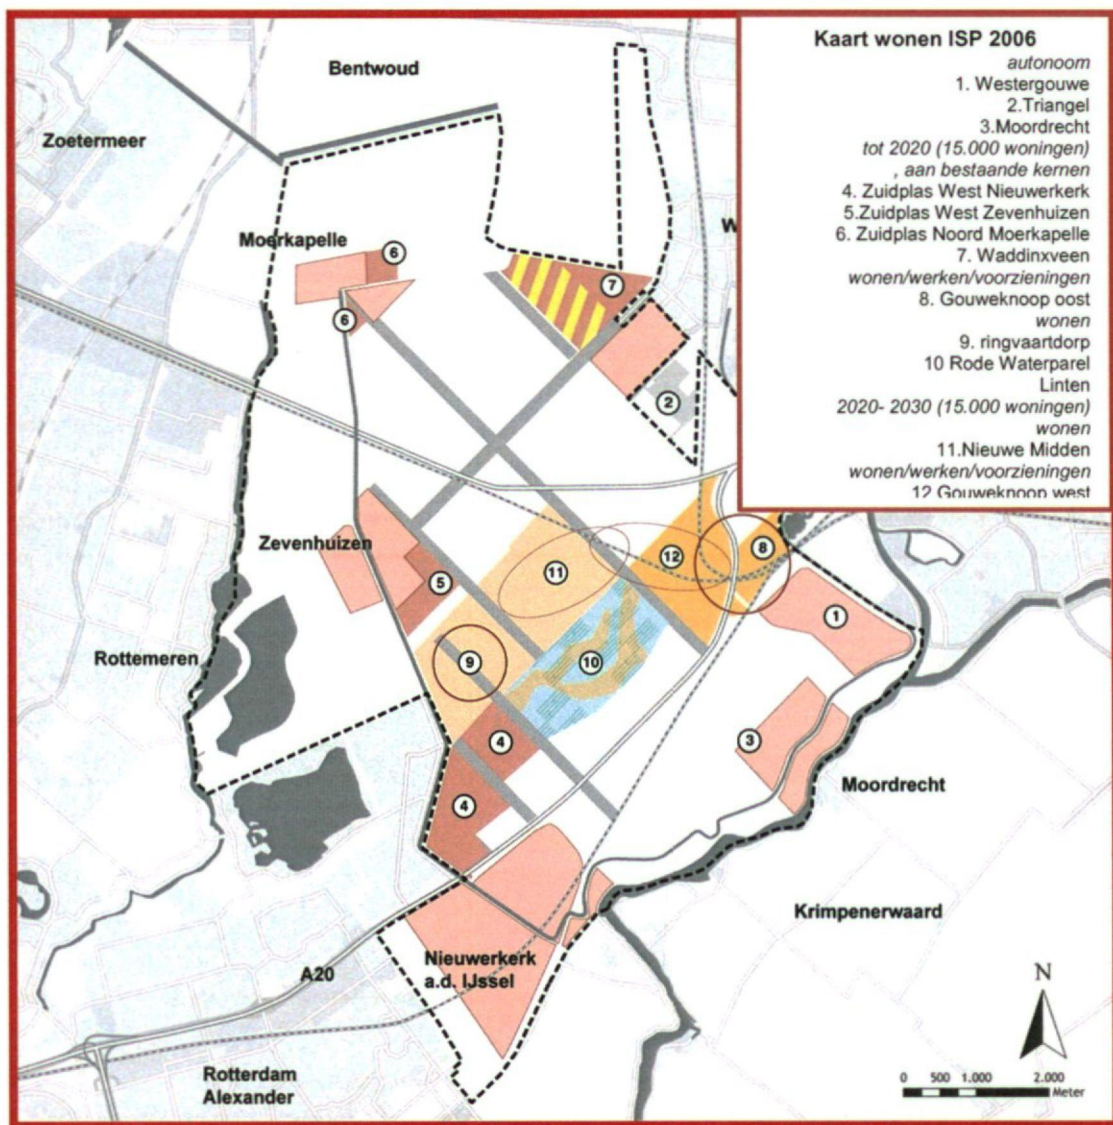 Kaart wonen ISP 2006
autonoom
1. Westergouwe
2.Triangel
3.Moordrecht
tot 2020 (15.000 woningen)
, aan bestaande kernen
4. Zuidplas West Nieuwerkerk
5.Zuidplas West Zevenhuizen
6. Zuidplas Noord Moerkapelle
7. Waddinxveen
wonen/werken/voorzieningen
8. Gouweknoop oost
wonen
9. ringvaartdorp
10 Rode Waterparel
Linten
2020- 2030 (15.000 woningen)
wonen
11.Nieuwe Midden
wonen/werken/voorzieningen
12 Gouweknoop west
Bentwoud
Zoetermeer
W
Moerkapelle
6
6
7
2
Zevenhuizen
5
11
12
8
1
Rottemeren
9
10
4
3
4
Moordrecht
Krimpenerwaard
Nieuwerkerk
a.d. IJssel
A20
N
Rotterdam
Alexander
0 500 1.000 2.000
Meter